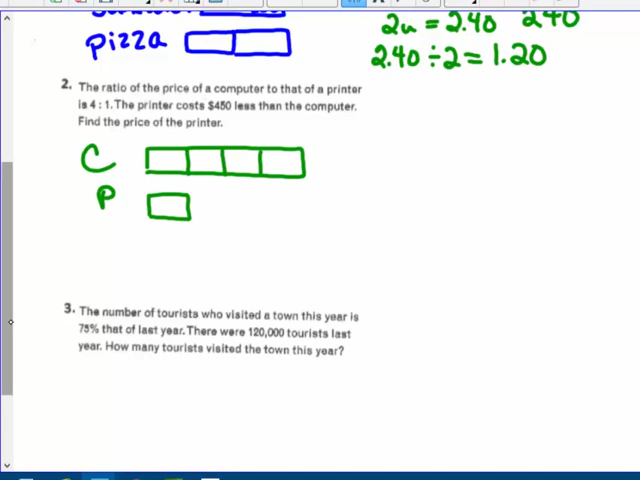 2u = 2.40 240
pizza
2.40 ÷ 2 = 1.20
2. The ratio of the price of a computer to that of a printer
is 4 : 1. The printer costs $450 less than the computer.
Find the price of the printer.
C
P
3. The number of tourists who visited a town this year is
75% that of last year. There were 120,000 tourists last
year. How many tourists visited the town this year?